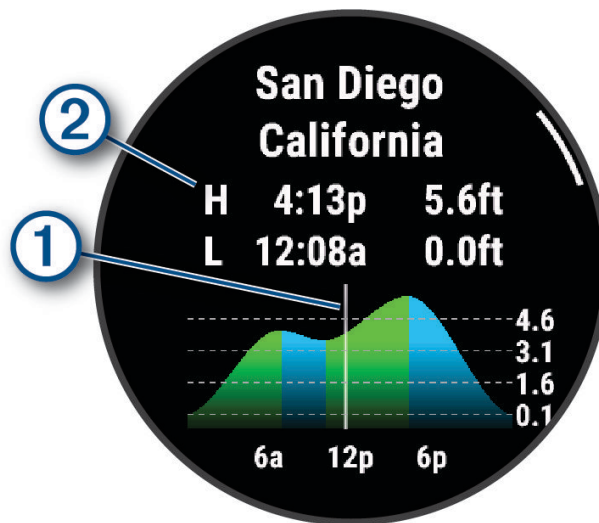 San Diego
California
2
H 4:13p 5.6ft
L 12:08a 0.0ft
1
4.6
3.1
1.6
0.1
6a 12p 6p